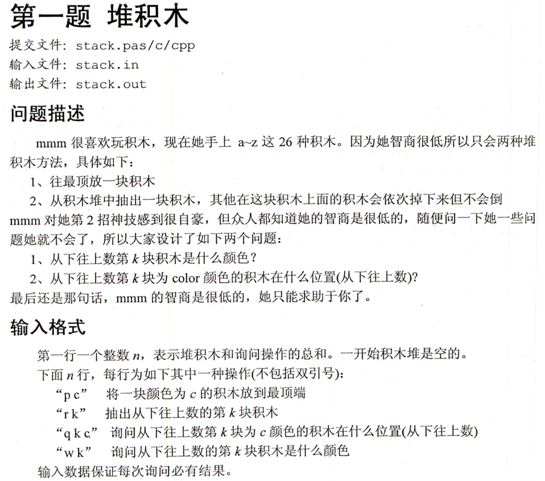 第一题 堆积木
提交文件: stack.pas/c/cpp
输入文件: stack.in
输出文件: stack.out
问题描述
mmm 很喜欢玩积木，现在她手上 a~z 这 26 种积木。因为她智商很低所以只会两种堆
积木方法，具体如下：
1、往最顶放一块积木
2、从积木堆中抽出一块积木，其他在这块积木上面的积木会依次掉下来但不会倒
mmm 对她第 2 招神技感到很自豪，但众人都知道她的智商是很低的，随便问一下她一些问
题她就不会了，所以大家设计了如下两个问题：
1、从下往上数第 k 块积木是什么颜色？
2、从下往上数第 k 块为 color 颜色的积木在什么位置(从下往上数)?
最后还是那句话，mmm 的智商是很低的，她只能求助于你了。
输入格式
第一行一个整数 n，表示堆积木和询问操作的总和。一开始积木堆是空的。
下面 n 行，每行为如下其中一种操作(不包括双引号)：
“p c” 将一块颜色为 c 的积木放到最顶端
“r k” 抽出从下往上数的第 k 块积木
“q k c” 询问从下往上数第 k 块为 c 颜色的积木在什么位置(从下往上数)
“w k” 询问从下往上数的第 k 块积木是什么颜色
输入数据保证每次询问必有结果。